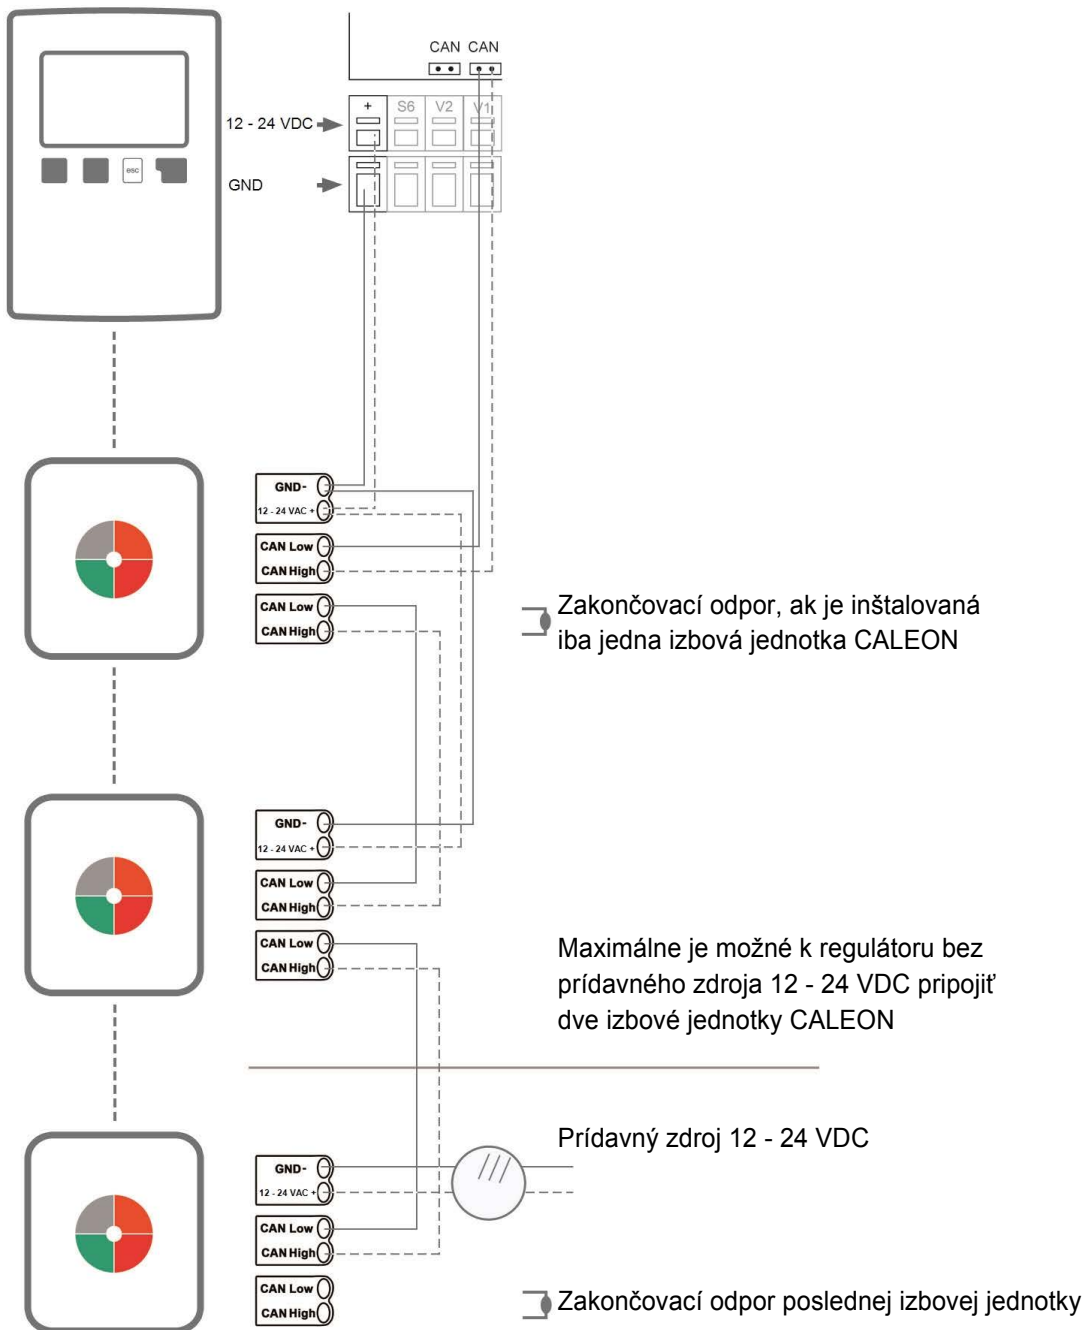 CAN CAN
+ S6 V2 V1
12 - 24 VDC
esc
GND
GND-
12 - 24 VAC +
CAN Low
CAN High
CAN Low
CAN High
Zakončovací odpor, ak je inštalovaná
iba jedna izbová jednotka CALEON
GND-
12 - 24 VAC +
CAN Low
CAN High
CAN Low
CAN High
Maximálne je možné k regulátoru bez
prídavného zdroja 12 - 24 VDC pripojiť
dve izbové jednotky CALEON
Prídavný zdroj 12 - 24 VDC
GND-
12 - 24 VAC +
CAN Low
CAN High
CAN Low
CAN High
Zakončovací odpor poslednej izbovej jednotky